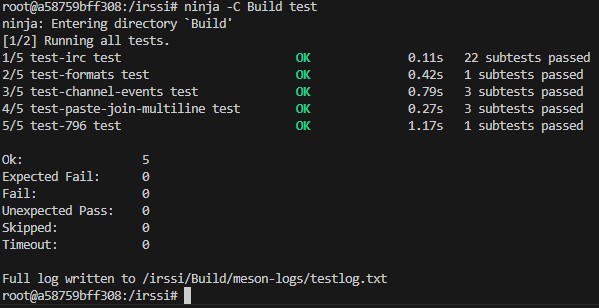 root@a58759bff308:/irssi# ninja -C Build test
ninja: Entering directory `Build'
[1/2] Running all tests.
1/5 test-irc test OK 0.11s 22 subtests passed
2/5 test-formats test OK 0.42s 1 subtests passed
3/5 test-channel-events test OK 0.79s 3 subtests passed
4/5 test-paste-join-multiline test OK 0.27s 3 subtests passed
5/5 test-796 test OK 1.17s 1 subtests passed
Ok: 5
Expected Fail: 0
Fail: 0
Unexpected Pass: 0
Skipped: 0
Timeout: 0
Full log written to /irssi/Build/meson-logs/testlog.txt
root@a58759bff308:/irssi#